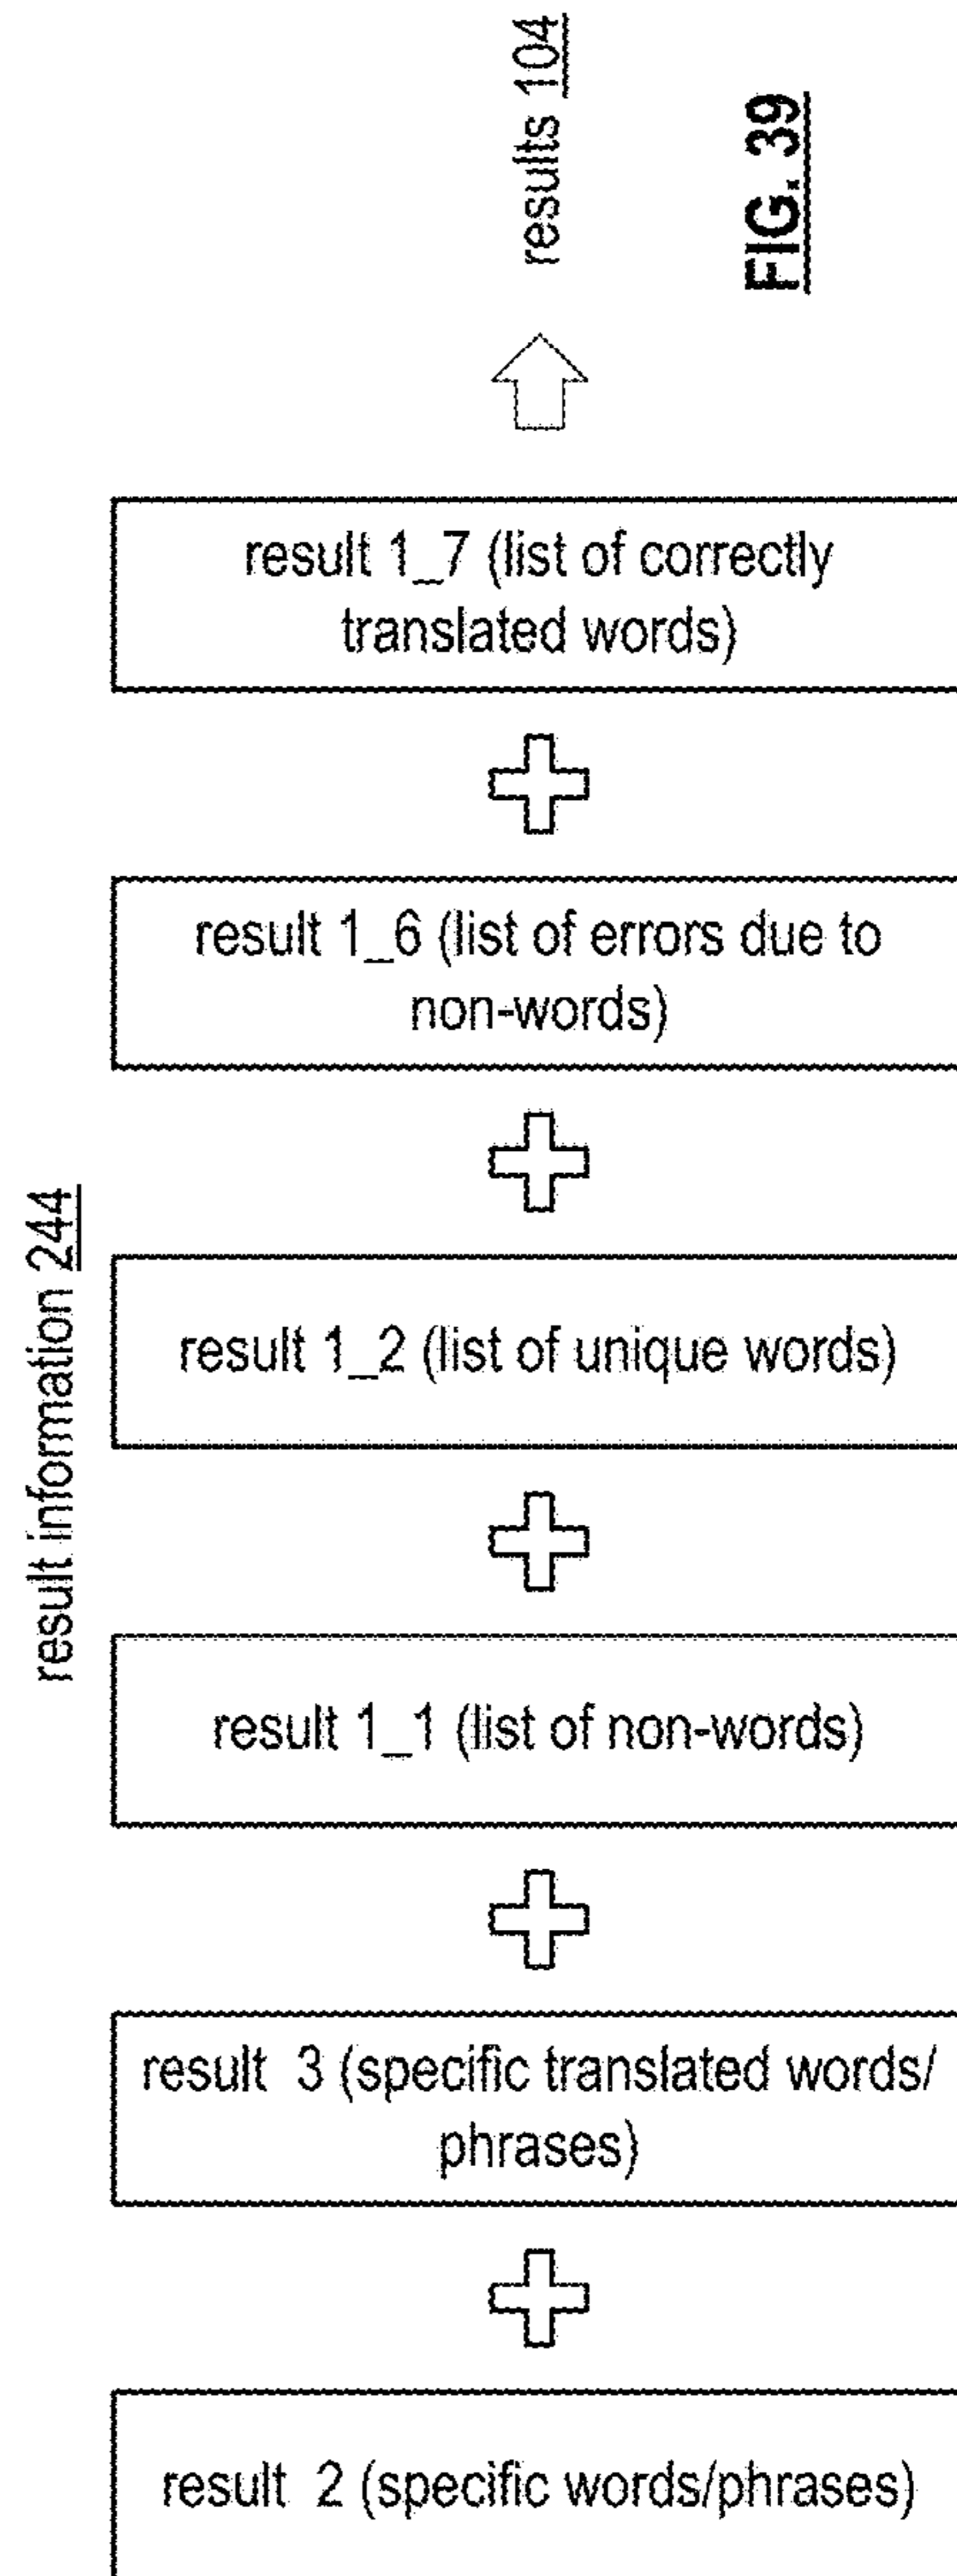 results 104
FIG. 39
result 1_7 (list of correctly
translated words)
result 1_6 (list of errors due to
non-words)
result information 244
result 1_2 (list of unique words)
result 1_1 (list of non-words)
result 3 (specific translated words/
phrases)
result 2 (specific words/phrases)